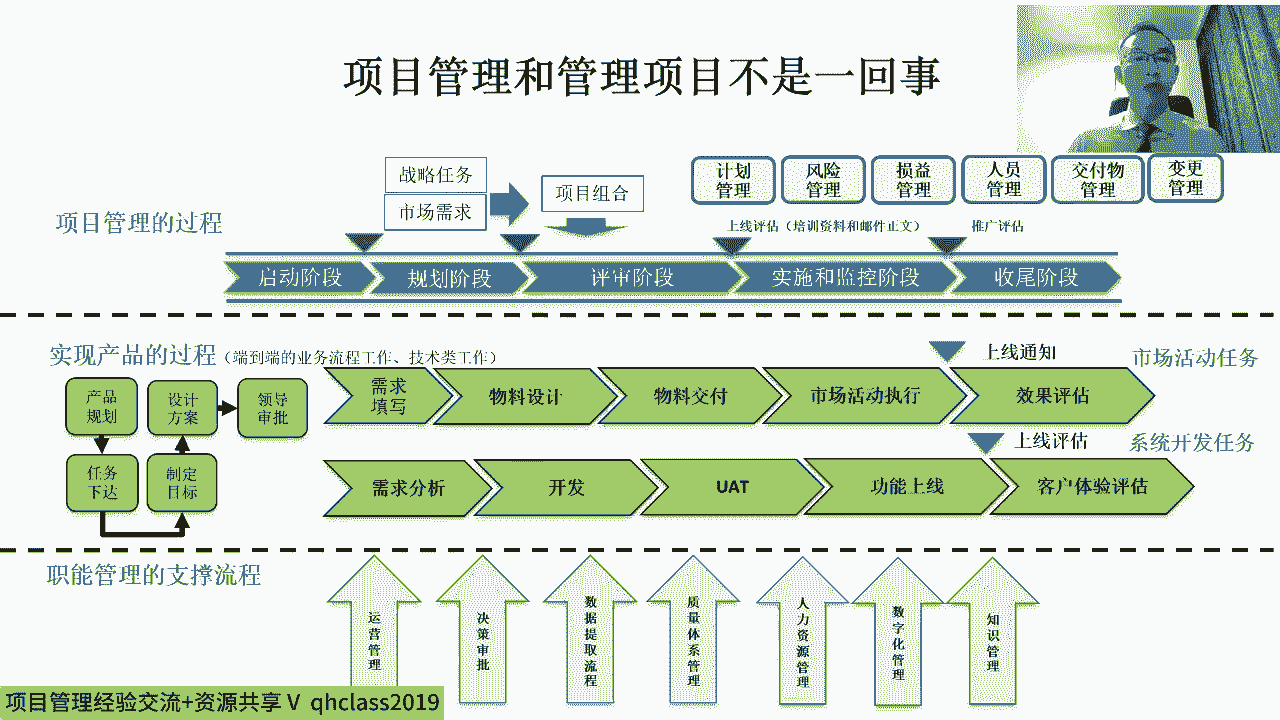 项目管理和管理项目不是一回事
战略任务
市场需求
项目组合
计划
管理
风险
管理
损益
管理
人员
管理
交付物
管理
变更
管理
项目管理的过程
上线评估（培训资料和邮件正文）
推广评估
启动阶段
规划阶段
评审阶段
实施和监控阶段
收尾阶段
实现产品的过程（端到端的业务流程工作、技术类工作）
上线通知
市场活动任务
产品
规划
设计
方案
领导
审批
任务
下达
制定
目标
需求
填写
物料设计
物料交付
市场活动执行
效果评估
上线评估
系统开发任务
需求分析
开发
UAT
功能上线
客户体验评估
职能管理的支撑流程
运营管理
决策审批
数据提取流程
质量体系管理
人力资源管理
数字化管理
知识管理
项目管理经验交流+资源共享 V qhclass2019